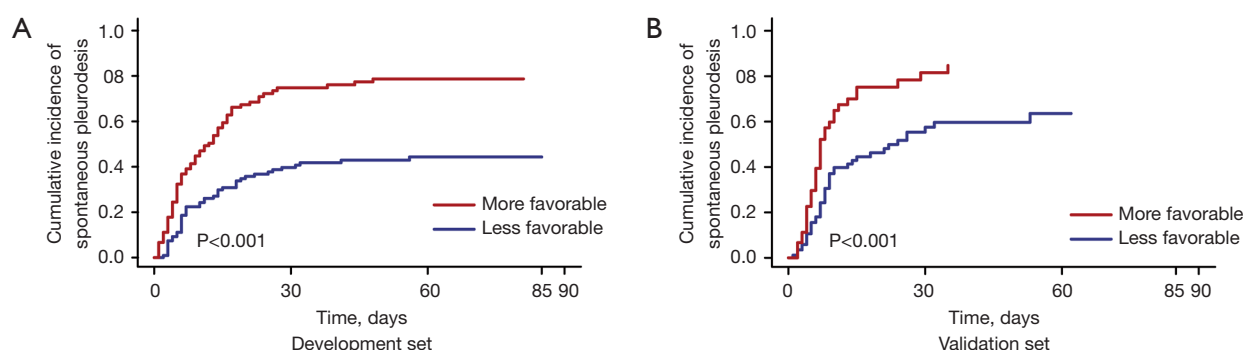 A
Cumulative incidence of
spontaneous pleurodesis
1.0
08
0.6
0.4
0.2
0.0
More favorable
Less favorable
P<0.001
0 30 60 85 90
Time, days
Development set
B
Cumulative incidence of
spontaneous pleurodesis
1.0
08
0.6
0.4
0.2
0.0
More favorable
Less favorable
P<0.001
0 30 60 85 90
Time, days
Validation set